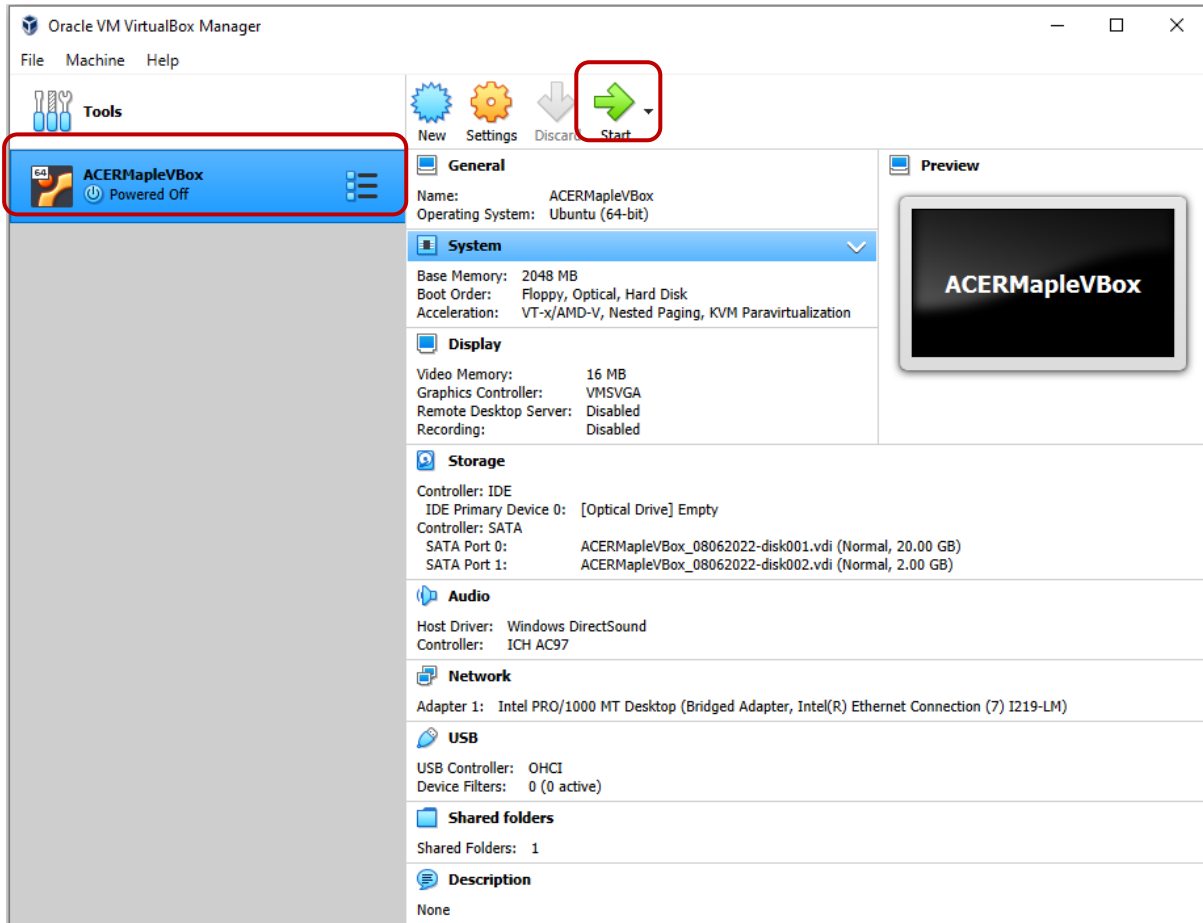 Oracle VM VirtualBox Manager
File Machine Help
Tools
New Settings Discard Start
64
ACERMapleVBox
Powered Off
General
Name: ACERMapleVBox
Operating System: Ubuntu (64-bit)
System
Base Memory: 2048 MB
Boot Order: Floppy, Optical, Hard Disk
Acceleration: VT-x/AMD-V, Nested Paging, KVM Paravirtualization
Display
Video Memory: 16 MB
Graphics Controller: VMSVGA
Remote Desktop Server: Disabled
Recording: Disabled
Preview
ACERMapleVBox
Storage
Controller: IDE
IDE Primary Device 0: [Optical Drive] Empty
Controller: SATA
SATA Port 0: ACERMapleVBox_08062022-disk001.vdi (Normal, 20.00 GB)
SATA Port 1: ACERMapleVBox_08062022-disk002.vdi (Normal, 2.00 GB)
Audio
Host Driver: Windows DirectSound
Controller: ICH AC97
Network
Adapter 1: Intel PRO/1000 MT Desktop (Bridged Adapter, Intel(R) Ethernet Connection (7) I219-LM)
USB
USB Controller: OHCI
Device Filters: 0 (0 active)
Shared folders
Shared Folders: 1
Description
None